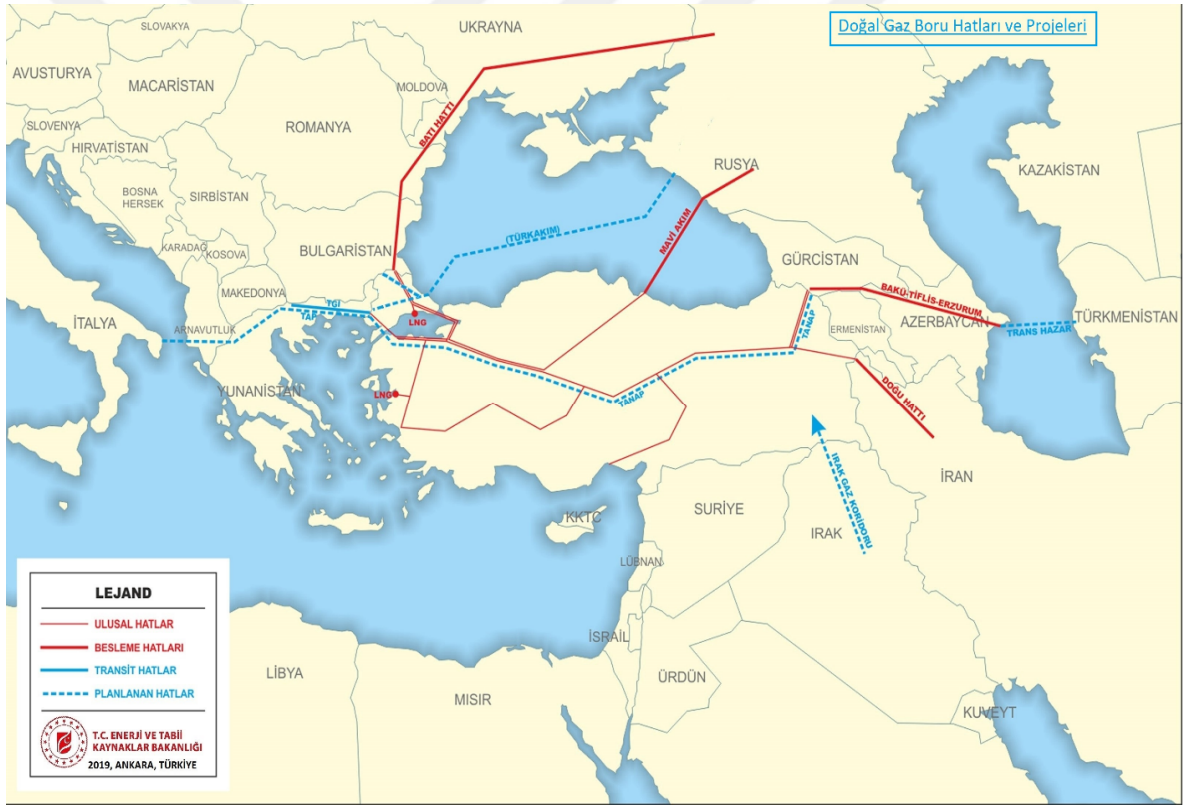 Doğal Gaz Boru Hatları ve Projeleri
SLOVAKYA
UKRAYNA
AVUSTURYA
MACARİSTAN
MOLDOVA
SLOVENYA
HIRVATİSTAN
ROMANYA
BATI HATTI
BOSNA
HERSEK
SIRBİSTAN
RUSYA
KAZAKİSTAN
KARADAĞ
KOSOVA
BULGARİSTAN
(TÜRKAKIM)
MAVİ AKIM
GÜRCİSTAN
MAKEDONYA
BAKÜ-TİFLİS-ERZURUM
İTALYA
ARNAVUTLUK
TGI
TAP
LNG
TANAP
ERMENİSTAN
AZERBAYCAN
TRANS HAZAR
TÜRKMENİSTAN
YUNANİSTAN
LNG
TANAP
DOĞU HATTI
IRAK GAZ KORİDORU
İRAN
KKTC
SURİYE
IRAK
LÜBNAN
İSRAİL
ÜRDÜN
LİBYA
MISIR
KUVEYT
LEJAND
ULUSAL HATLAR
BESLEME HATLARI
TRANSİT HATLAR
PLANLANAN HATLAR
T.C. ENERJİ VE TABİİ
KAYNAKLAR BAKANLIĞI
2019, ANKARA, TÜRKİYE